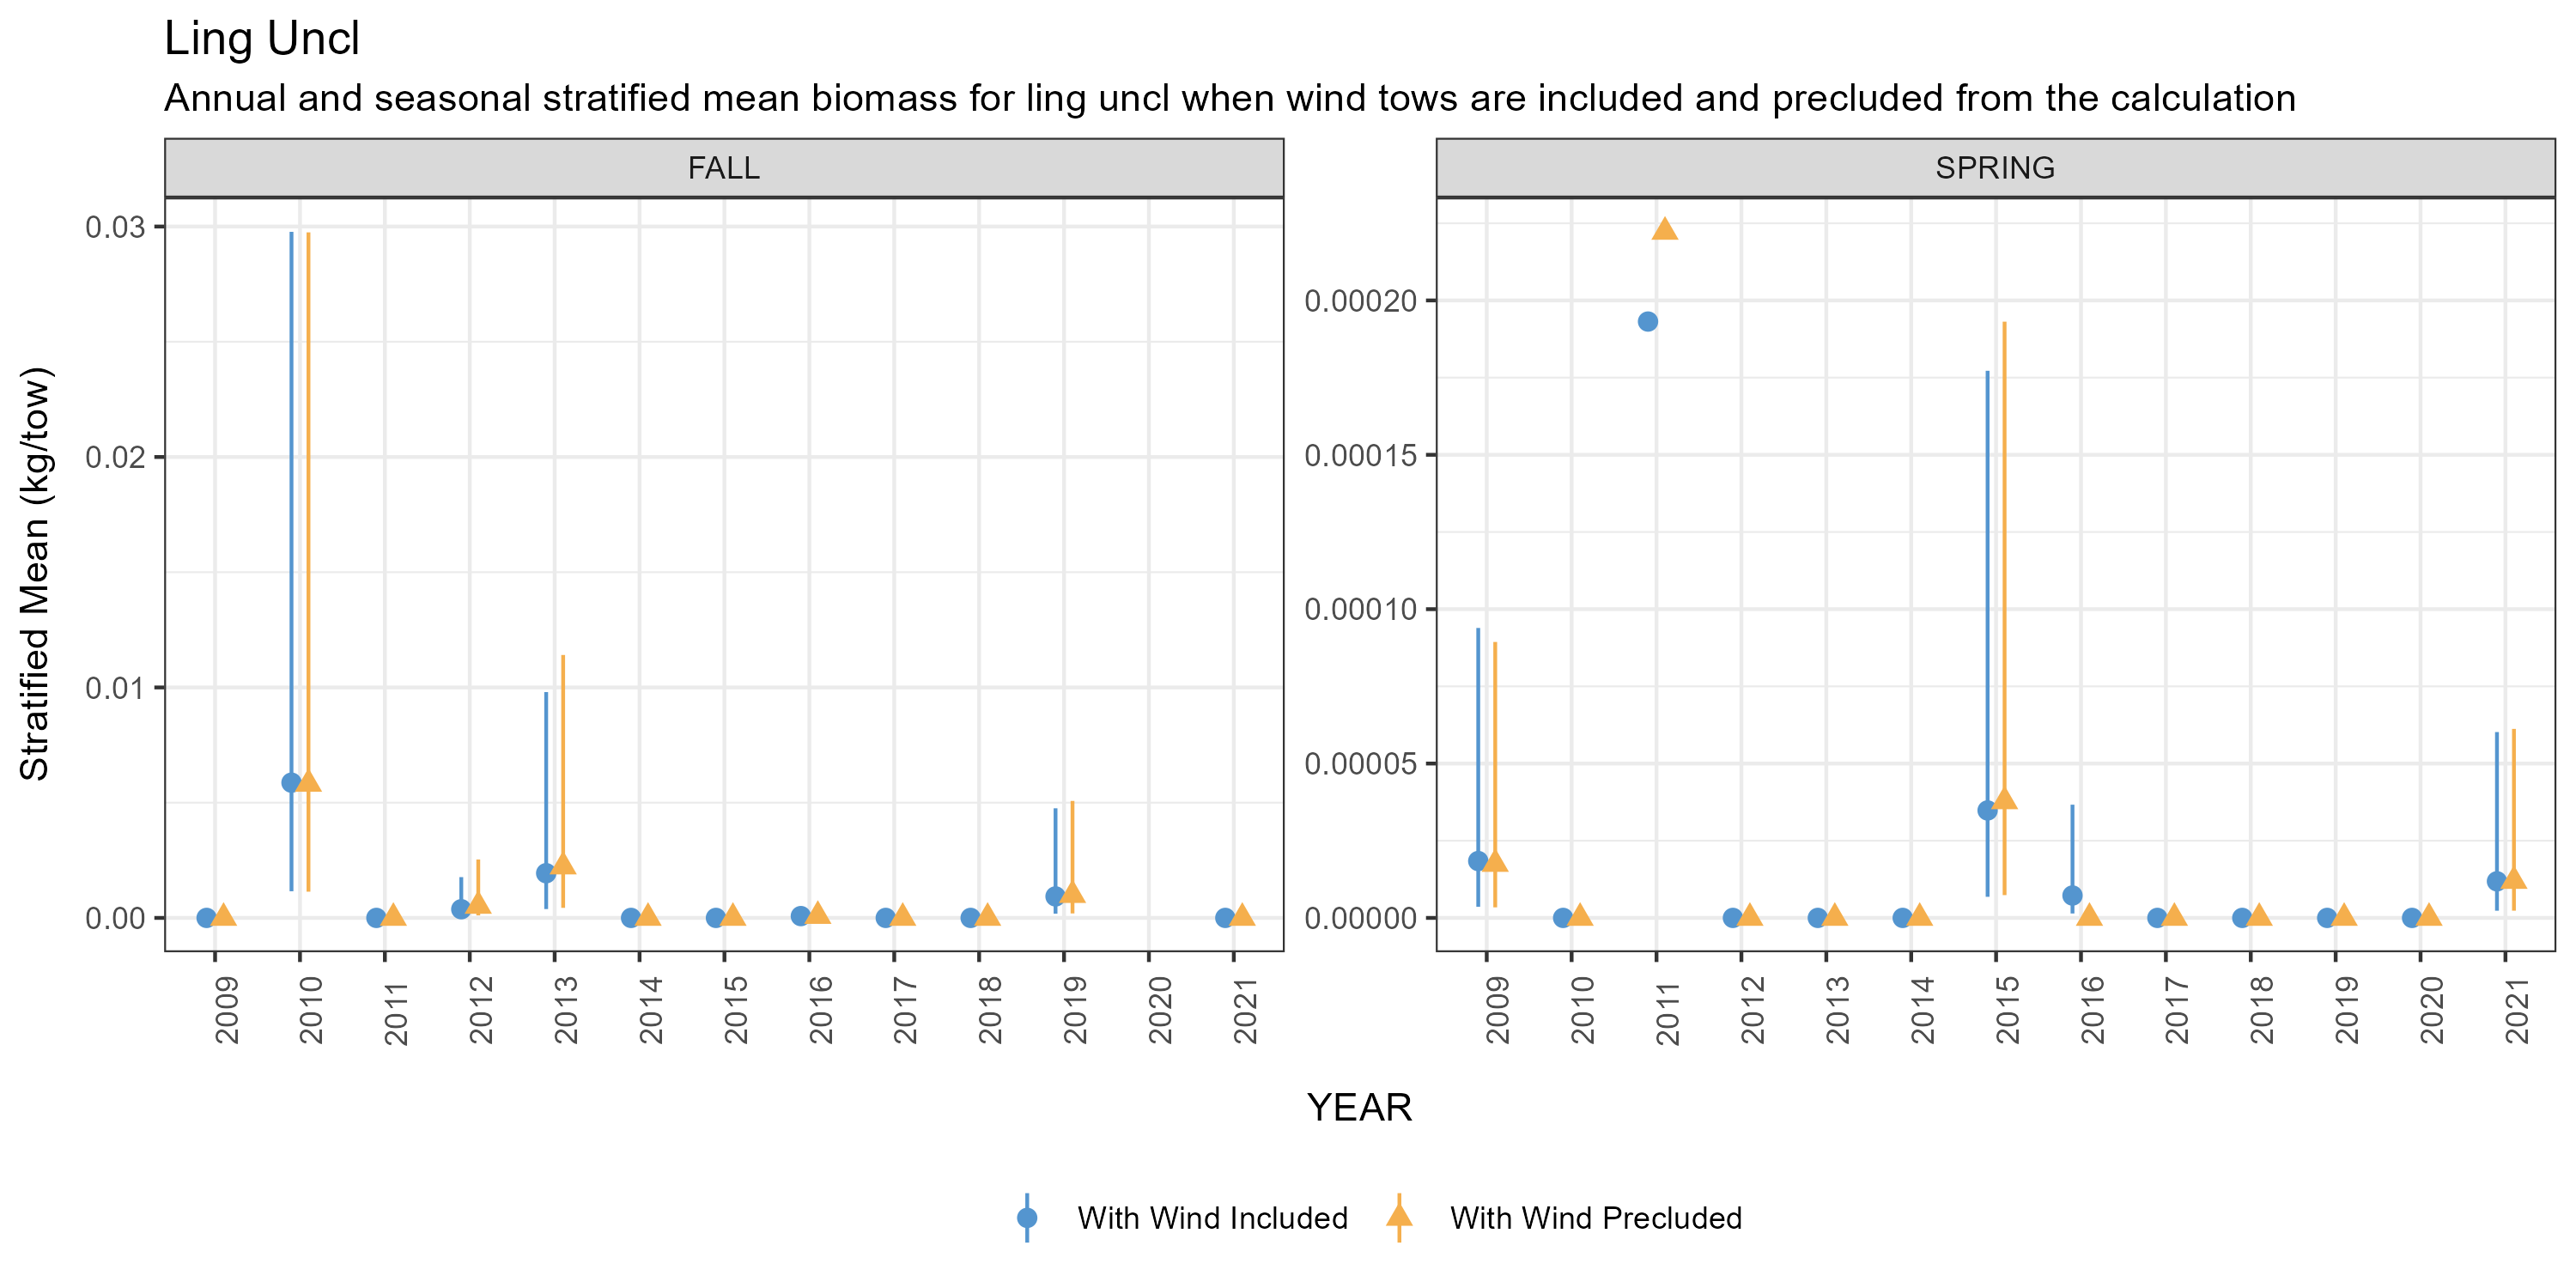 Ling Uncl
Annual and seasonal stratified mean biomass for ling uncl when wind tows are included and precluded from the calculation
FALL
SPRING
Stratified Mean (kg/tow)
0.03
0.02
0.01
0.00
0.00020
0.00015
0.00010
0.00005
0.00000
2009 2010 2011 2012 2013 2014 2015 2016 2017 2018 2019 2020 2021
2009 2010 2011 2012 2013 2014 2015 2016 2017 2018 2019 2020 2021
YEAR
With Wind Included
With Wind Precluded